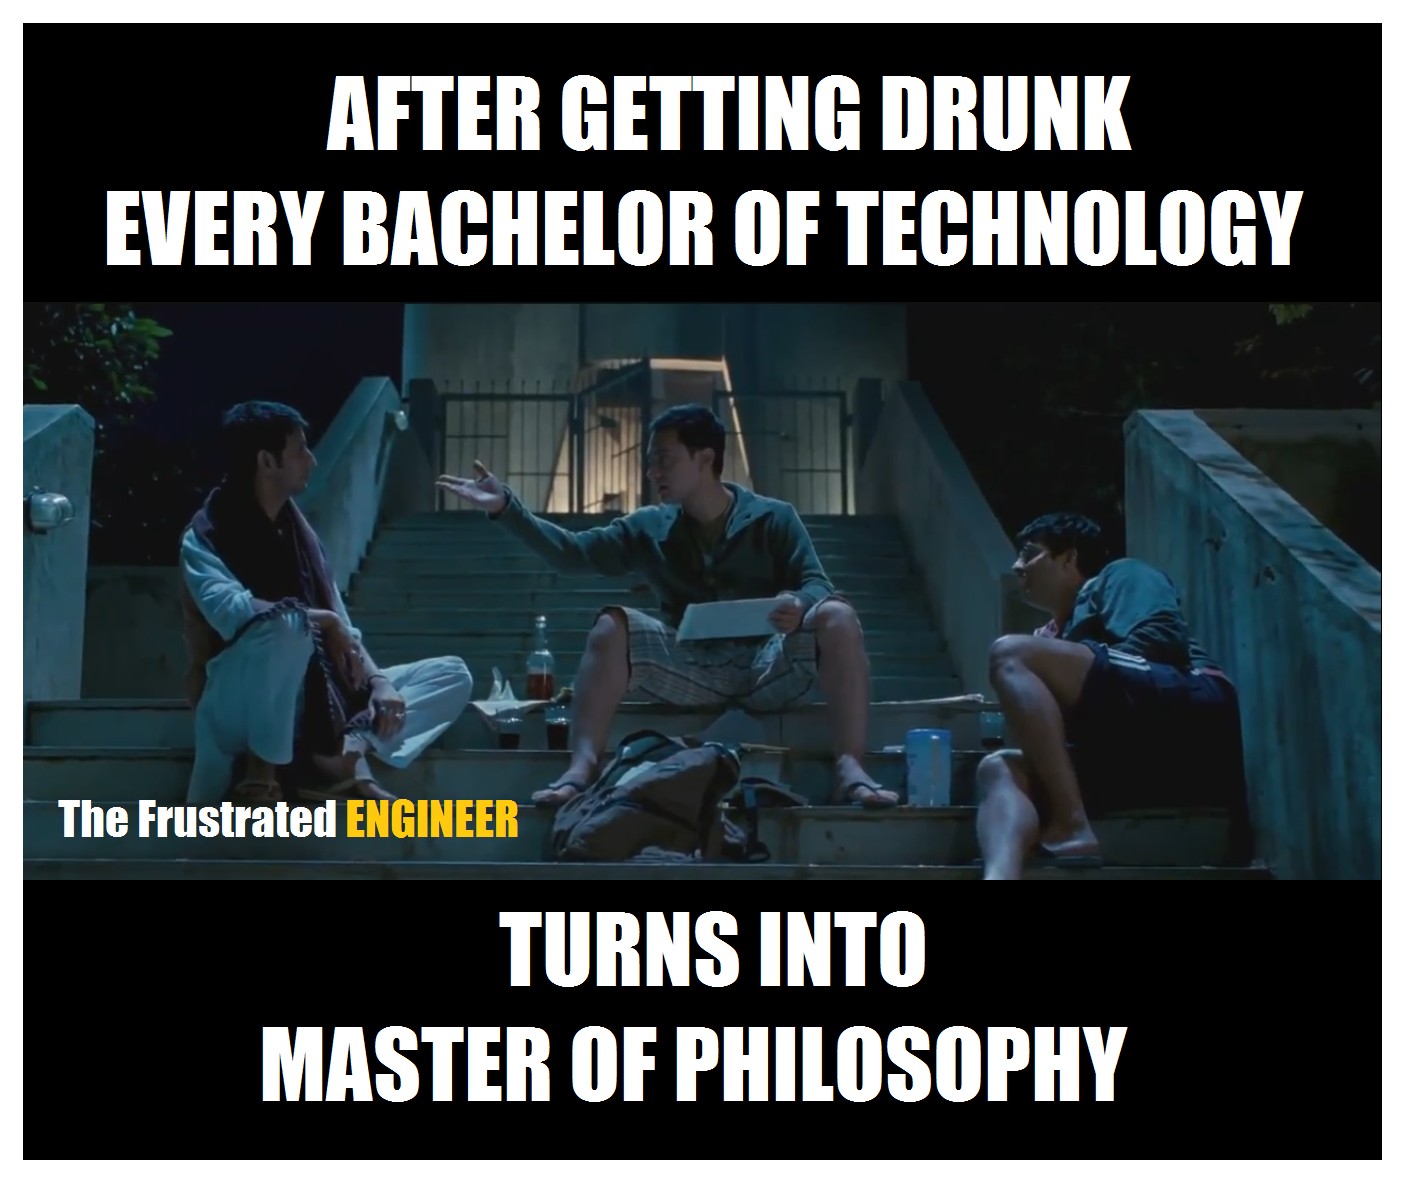 AFTER GETTING DRUNK
EVERY BACHELOR OF TECHNOLOGY
The Frustrated ENGINEER
TURNS INTO
MASTER OF PHILOSOPHY